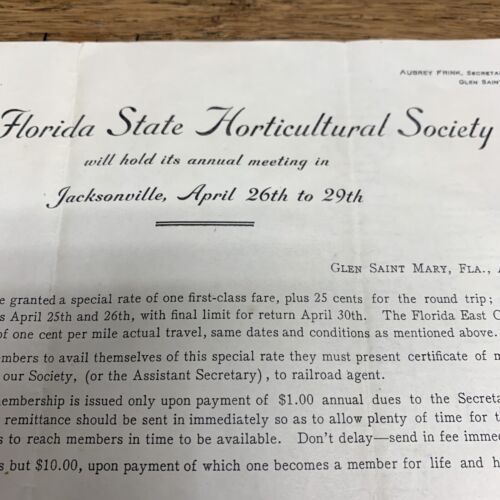 AUBREY FRINK,
GLEN
Florida State Horticultural Society
will hold its annual meeting in
Jacksonville, April 26th to 29th
GLEN SAINT MARY, FLA.,
granted a special rate of one first-class fare, plus 25 cents for the round trip;
April 25th and 26th, with final limit for return April 30th. The Florida East
of one cent per mile actual travel, same dates and conditions as mentioned above.
to avail themselves of this special rate they must present certificate of
our Society, (or the Assistant Secretary), to railroad agent.
is issued only upon payment of $1.00 annual dues to the
remittance should be sent in immediately so as to allow plenty of time for
to reach members in time to be available. Don't delay—send in fee
but $10.00, upon payment of which one becomes a member for life and